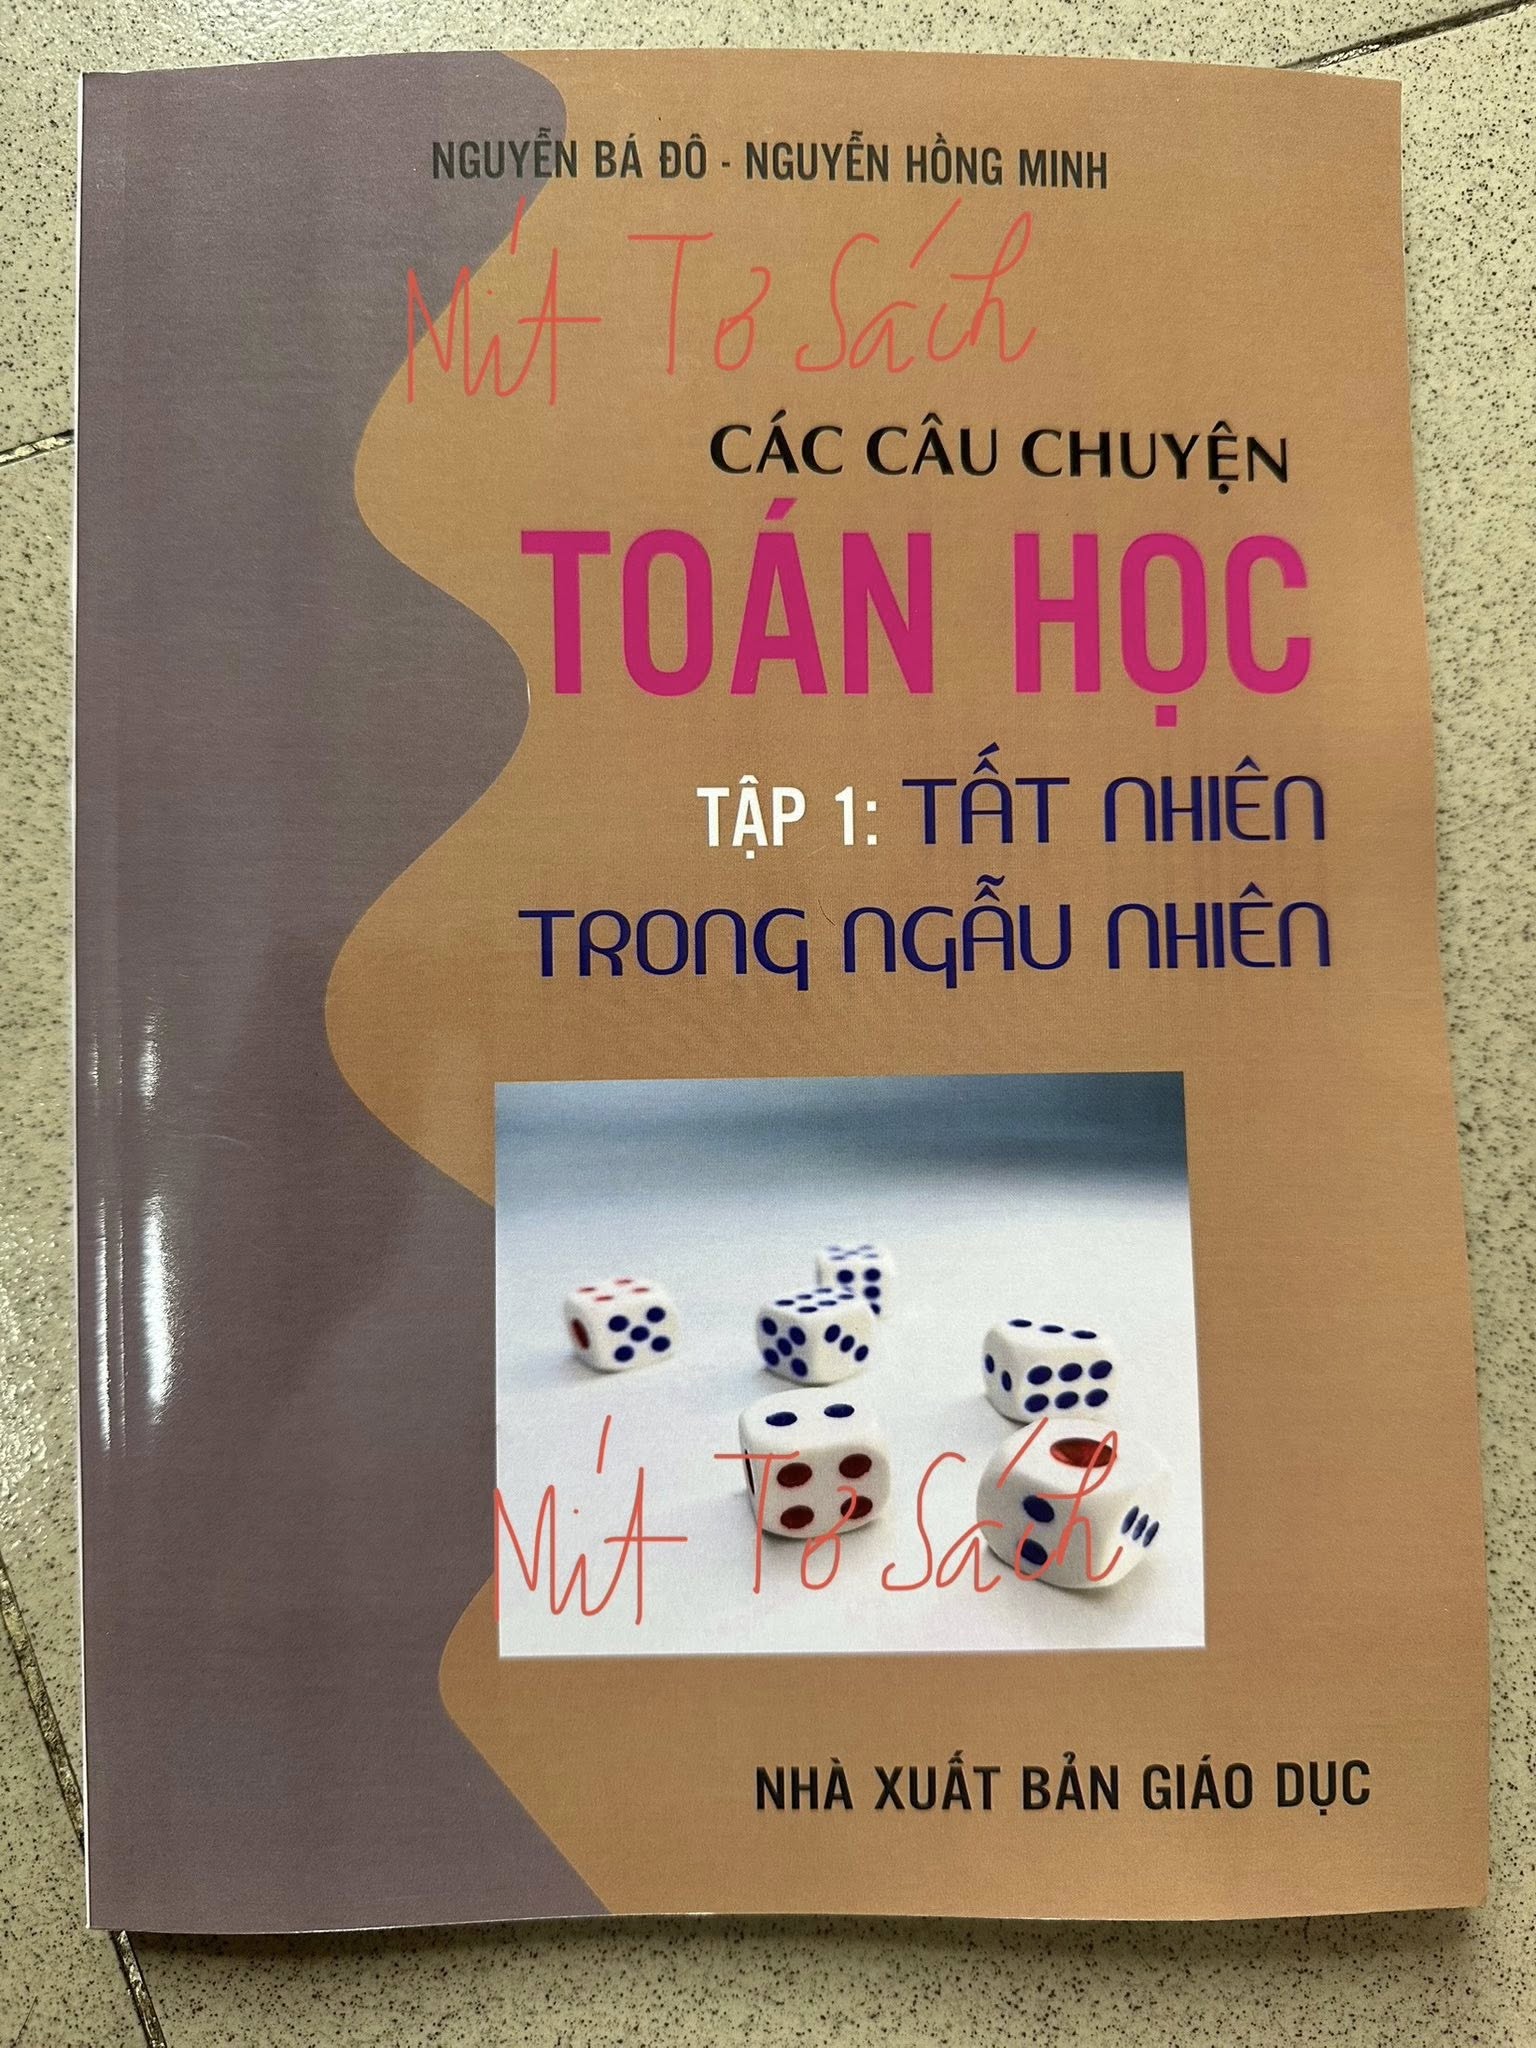 NGUYỄN BÁ ĐÔ - NGUYỄN HỒNG MINH
Mít Tơ Sách
CÁC CÂU CHUYỆN
TOÁN HỌC
TẬP 1: TẤT NHIÊN
TRONG NGẪU NHIÊN
Mít Tơ Sách
NHÀ XUẤT BẢN GIÁO DỤC